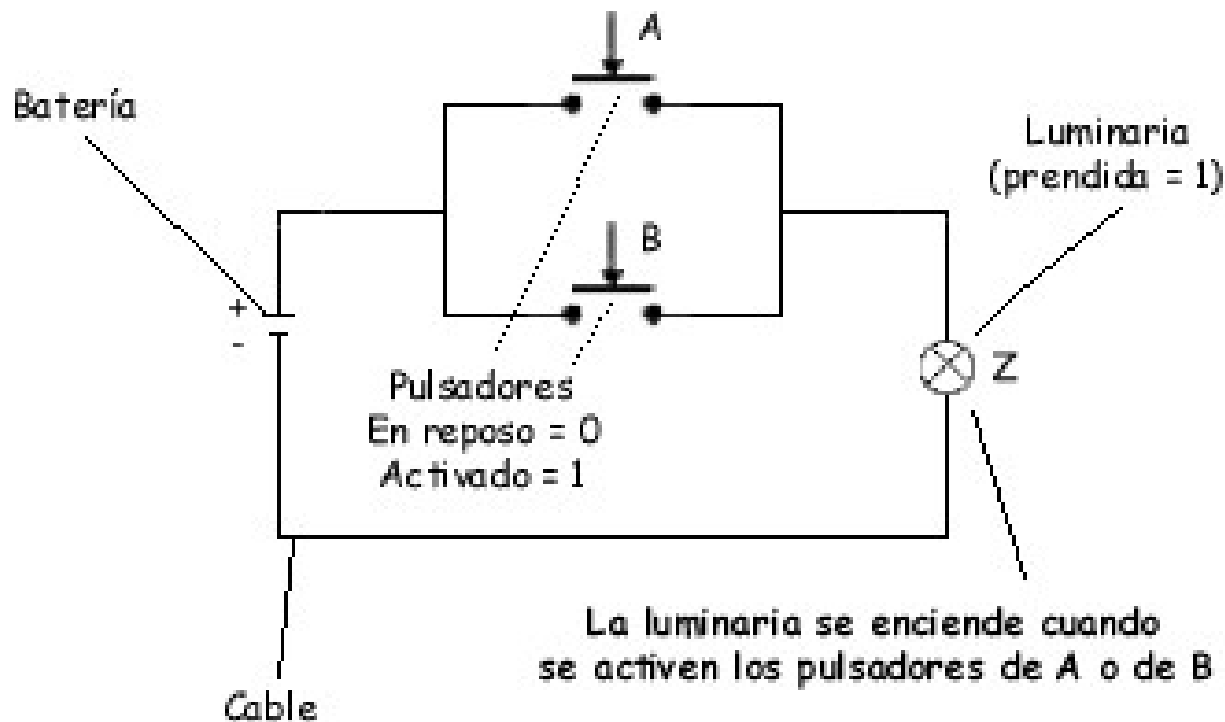 A
Batería
Luminaria
(prendida = 1)
B
+
-
Z
Pulsadores
En reposo = 0
Activado = 1
La luminaria se enciende cuando
se activen los pulsadores de A o de B
Cable